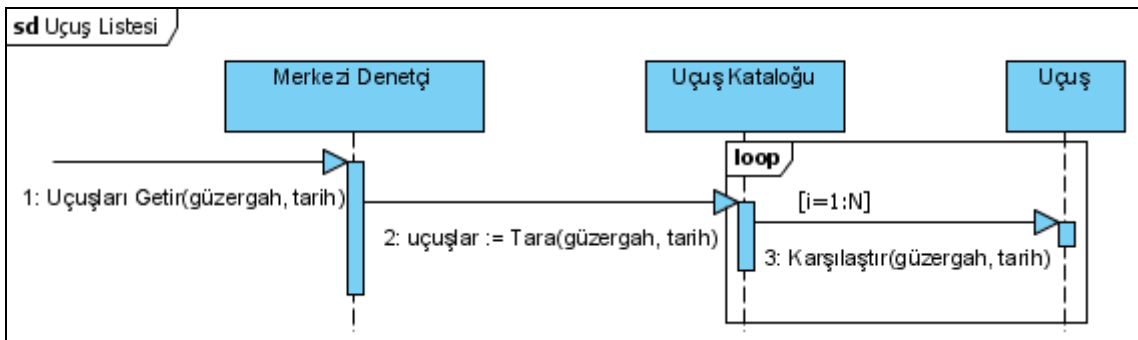 sd Uçuş Listesi
Merkezi Denetçi
Uçuş Kataloğu
Uçuş
loop
1: Uçuşları Getir(güzergah, tarih)
[i=1:N]
2: uçuşlar := Tara(güzergah, tarih)
3: Karşılaştır(güzergah, tarih)